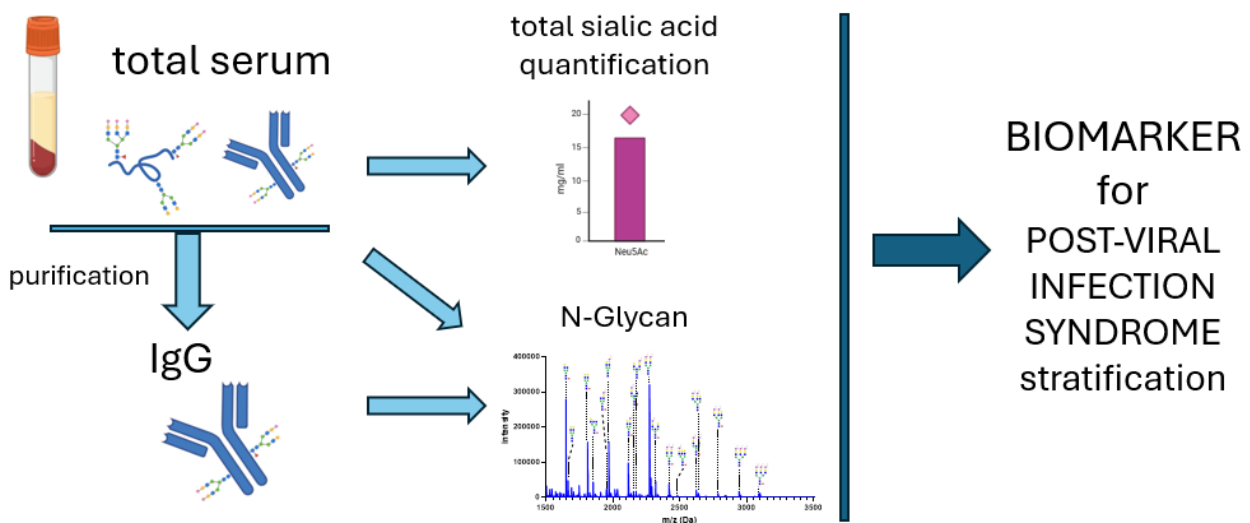 total serum
purification
IgG
total sialic acid
quantification
20
15
10
5
0
mg/ml
Neu5Ac
N-Glycan
400000
300000
200000
100000
0
intensity
1500
2000
2500
3000
3500
m/z (Da)
BIOMARKER
for
POST-VIRAL
INFECTION
SYNDROME
stratification